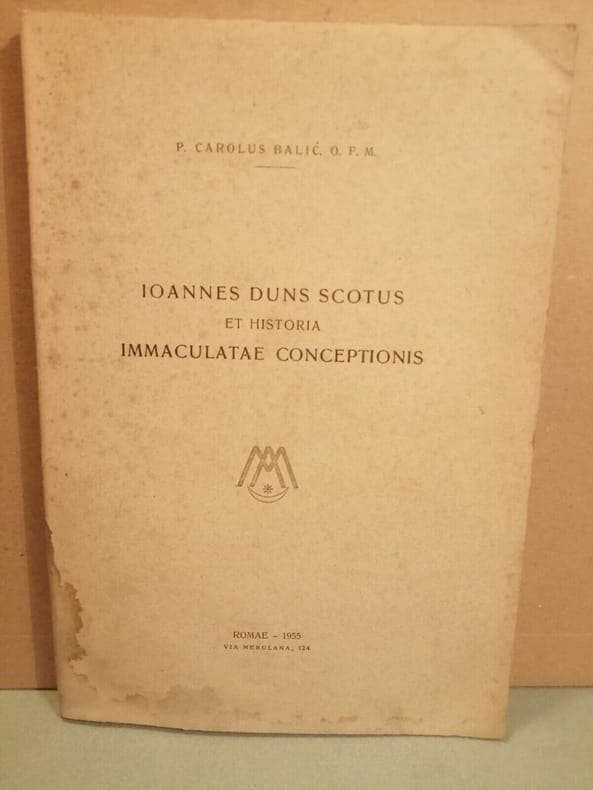 P. CAROLUS BALIĆ, O. F. M.
IOANNES DUNS SCOTUS
ET HISTORIA
IMMACULATAE CONCEPTIONIS
ROMAE – 1955
VIA MERULANA, 124